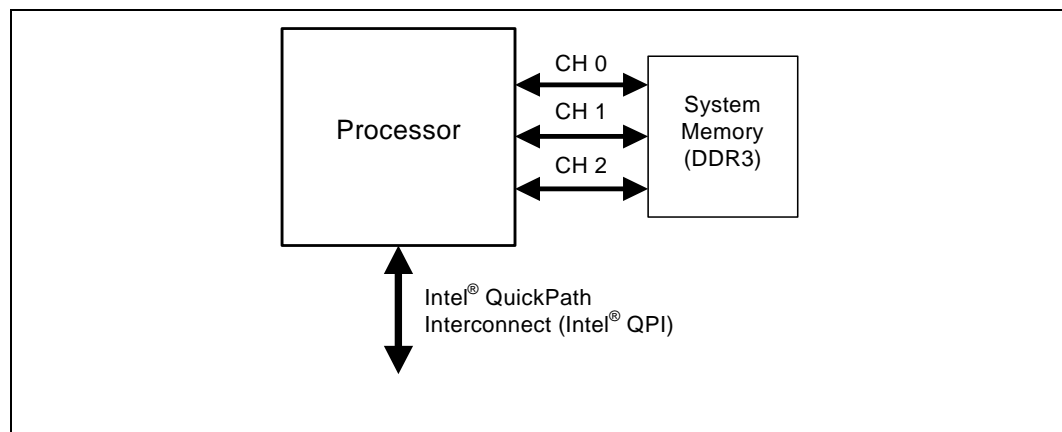 Processor
CH 0
CH 1
CH 2
System
Memory
(DDR3)
Intel® QuickPath
Interconnect (Intel® QPI)